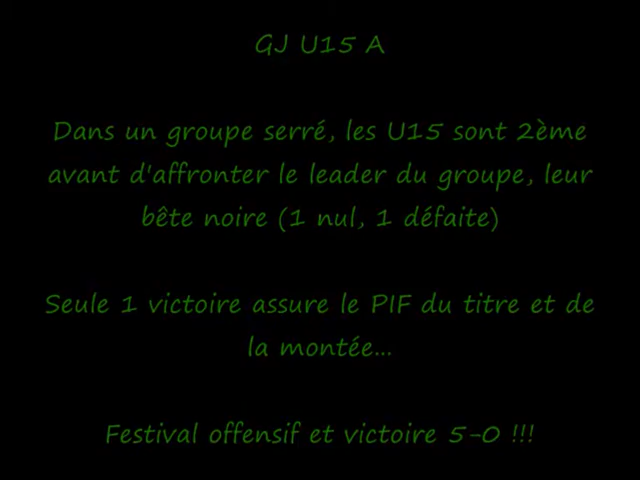 GJ U15 A
Dans un groupe serré, les U15 sont 2ème
avant d'affronter le leader du groupe, leur
bête noire (1 nul, 1 défaite)
Seule 1 victoire assure le PIF du titre et de
la montée...
Festival offensif et victoire 5-0 !!!